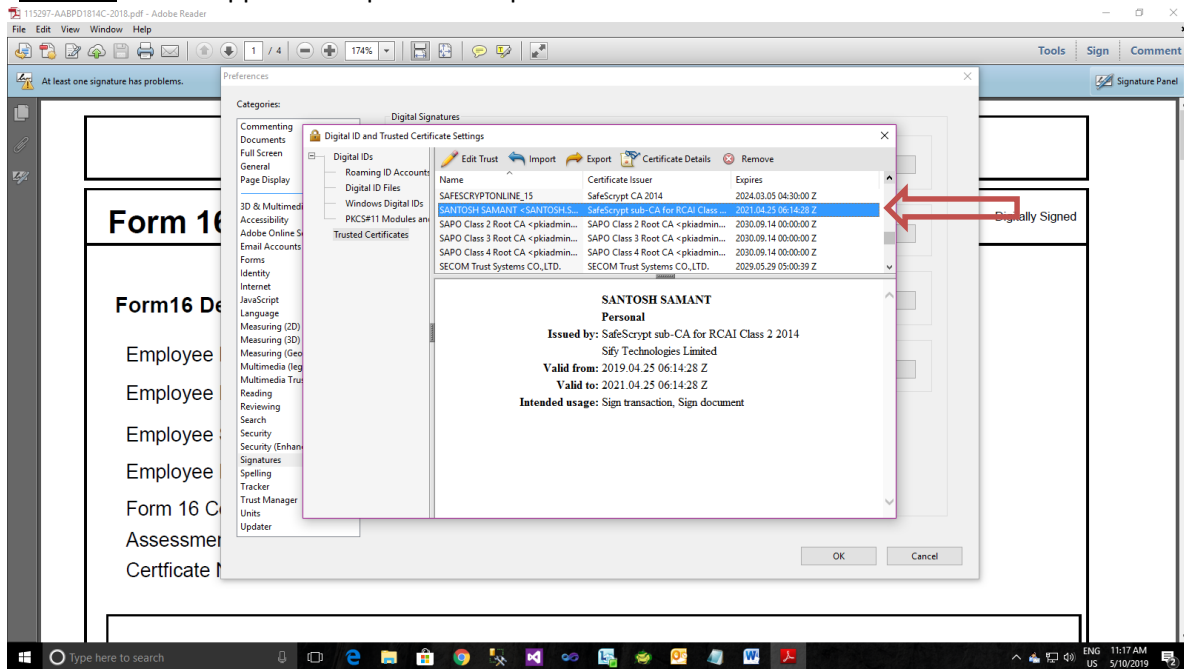 115297-AABPD1814C-2018.pdf - Adobe Reader
File Edit View Window Help
1 / 4 174% Tools Sign Comment
At least one signature has problems. Signature Panel
Preferences
Categories:
Digital Signatures
Commenting
Documents
Full Screen
General
Page Display
3D & Multimedi
Accessibility
Adobe Online S
Email Accounts
Forms
Identity
Internet
JavaScript
Language
Measuring (2D)
Measuring (3D)
Measuring (Geo
Multimedia (leg
Multimedia Trus
Reading
Reviewing
Search
Security
Security (Enhan
Signatures
Spelling
Tracker
Trust Manager
Units
Updater
Digital ID and Trusted Certificate Settings
Digital IDs
Roaming ID Accounts
Digital ID Files
Windows Digital IDs
PKCS#11 Modules an
Trusted Certificates
Edit Trust Import Export Certificate Details Remove
Name Certificate Issuer Expires
SAFESCRYPTONLINE_15 SafeScrypt CA 2014 2024.03.05 04:30:00 Z
SANTOSH SAMANT <SANTOSH.S... SafeScrypt sub-CA for RCAI Class ... 2021.04.25 06:14:28 Z
SAPO Class 2 Root CA <pkiadmin... SAPO Class 2 Root CA <pkiadmin... 2030.09.14 00:00:00 Z
SAPO Class 3 Root CA <pkiadmin... SAPO Class 3 Root CA <pkiadmin... 2030.09.14 00:00:00 Z
SAPO Class 4 Root CA <pkiadmin... SAPO Class 4 Root CA <pkiadmin... 2030.09.14 00:00:00 Z
SECOM Trust Systems CO.,LTD. SECOM Trust Systems CO.,LTD. 2029.05.29 05:00:39 Z
SANTOSH SAMANT
Personal
Issued by: SafeScrypt sub-CA for RCAI Class 2 2014
Sify Technologies Limited
Valid from: 2019.04.25 06:14:28 Z
Valid to: 2021.04.25 06:14:28 Z
Intended usage: Sign transaction, Sign document
OK Cancel
Form 16
Digitally Signed
Form16 De
Employee
Employee
Employee
Employee
Form 16 C
Assessmer
Certficate N
Type here to search
ENG 11:17 AM
US 5/10/2019